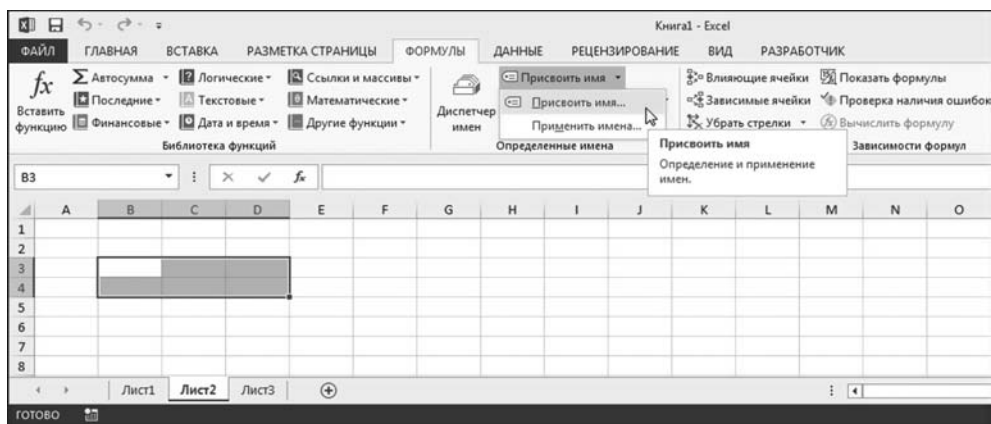 Книга1 - Excel
ФАЙЛ ГЛАВНАЯ ВСТАВКА РАЗМЕТКА СТРАНИЦЫ ФОРМУЛЫ ДАННЫЕ РЕЦЕНЗИРОВАНИЕ ВИД РАЗРАБОТЧИК
fx Вставить функцию
Автосумма
Последние
Финансовые
Логические
Текстовые
Дата и время
Ссылки и массивы
Математические
Другие функции
Библиотека функций
Диспетчер имен
Присвоить имя
Присвоить имя...
Применить имена...
Определенные имена
Присвоить имя
Определение и применение
имен.
Влияющие ячейки
Зависимые ячейки
Убрать стрелки
Показать формулы
Проверка наличия ошибок
Вычислить формулу
Зависимости формул
B3 fx
A B C D E F G H I J K L M N O
1
2
3
4
5
6
7
8
Лист1 Лист2 Лист3
ГОТОВО